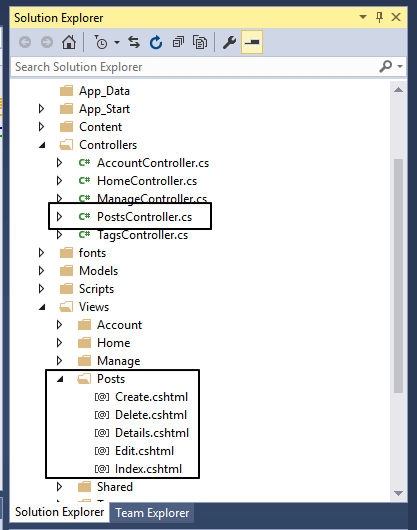 Solution Explorer
Search Solution Explorer
App_Data
App_Start
Content
Controllers
C# AccountController.cs
C# HomeController.cs
C# ManageController.cs
C# PostsController.cs
C# TagsController.cs
fonts
Models
Scripts
Views
Account
Home
Manage
Posts
[@] Create.cshtml
[@] Delete.cshtml
[@] Details.cshtml
[@] Edit.cshtml
[@] Index.cshtml
Shared
Solution Explorer Team Explorer